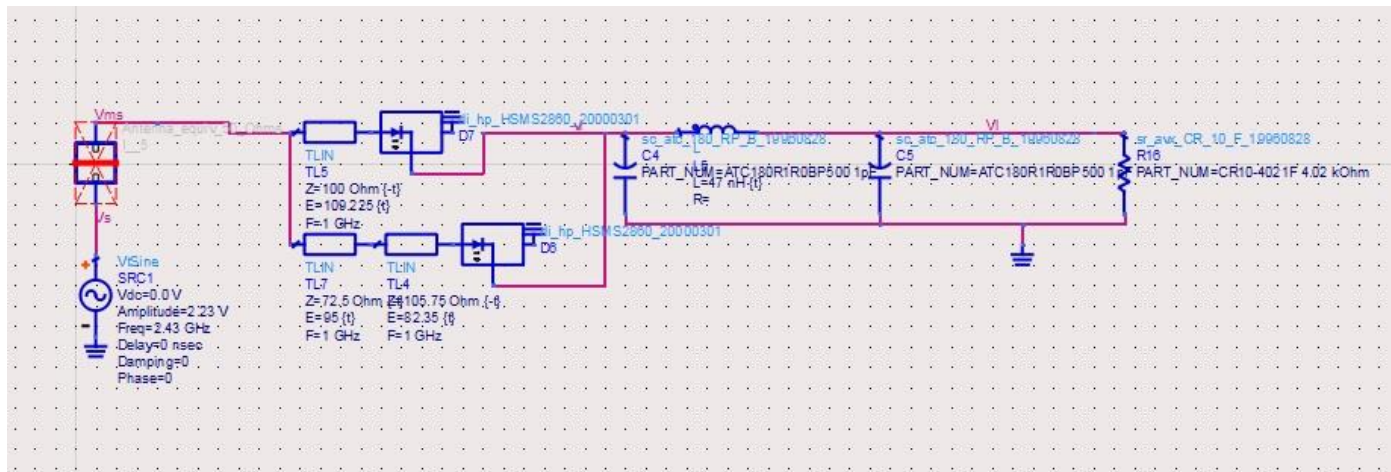 Vms
Antenna_equiv_50_Ohms
Vs
VtSine
SRC1
Vdc=0.0 V
Amplitude=2.23 V
Freq=2.43 GHz
Delay=0 nsec
Damping=0
Phase=0
TLIN
TL5
Z=100 Ohm {-t}
E=109.225 {t}
F=1 GHz
di_hp_HSMS2860_20000301
D7
TLIN
TL7
Z=72.5 Ohm
E=95 {t}
F=1 GHz
TLIN
TL4
Z=105.75 Ohm {-t}
E=82.35 {t}
F=1 GHz
di_hp_HSMS2860_20000301
D6
sc_atc_180_RP_B_19960828
C4
PART_NUM=ATC180R1R0BP500 1pF
L
L=47 nH {t}
R=
sc_atc_180_RP_B_19960828
C5
PART_NUM=ATC180R1R0BP500 1pF
Vl
sr_avx_CR_10_F_19960828
R16
PART_NUM=CR10-4021F 4.02 kOhm